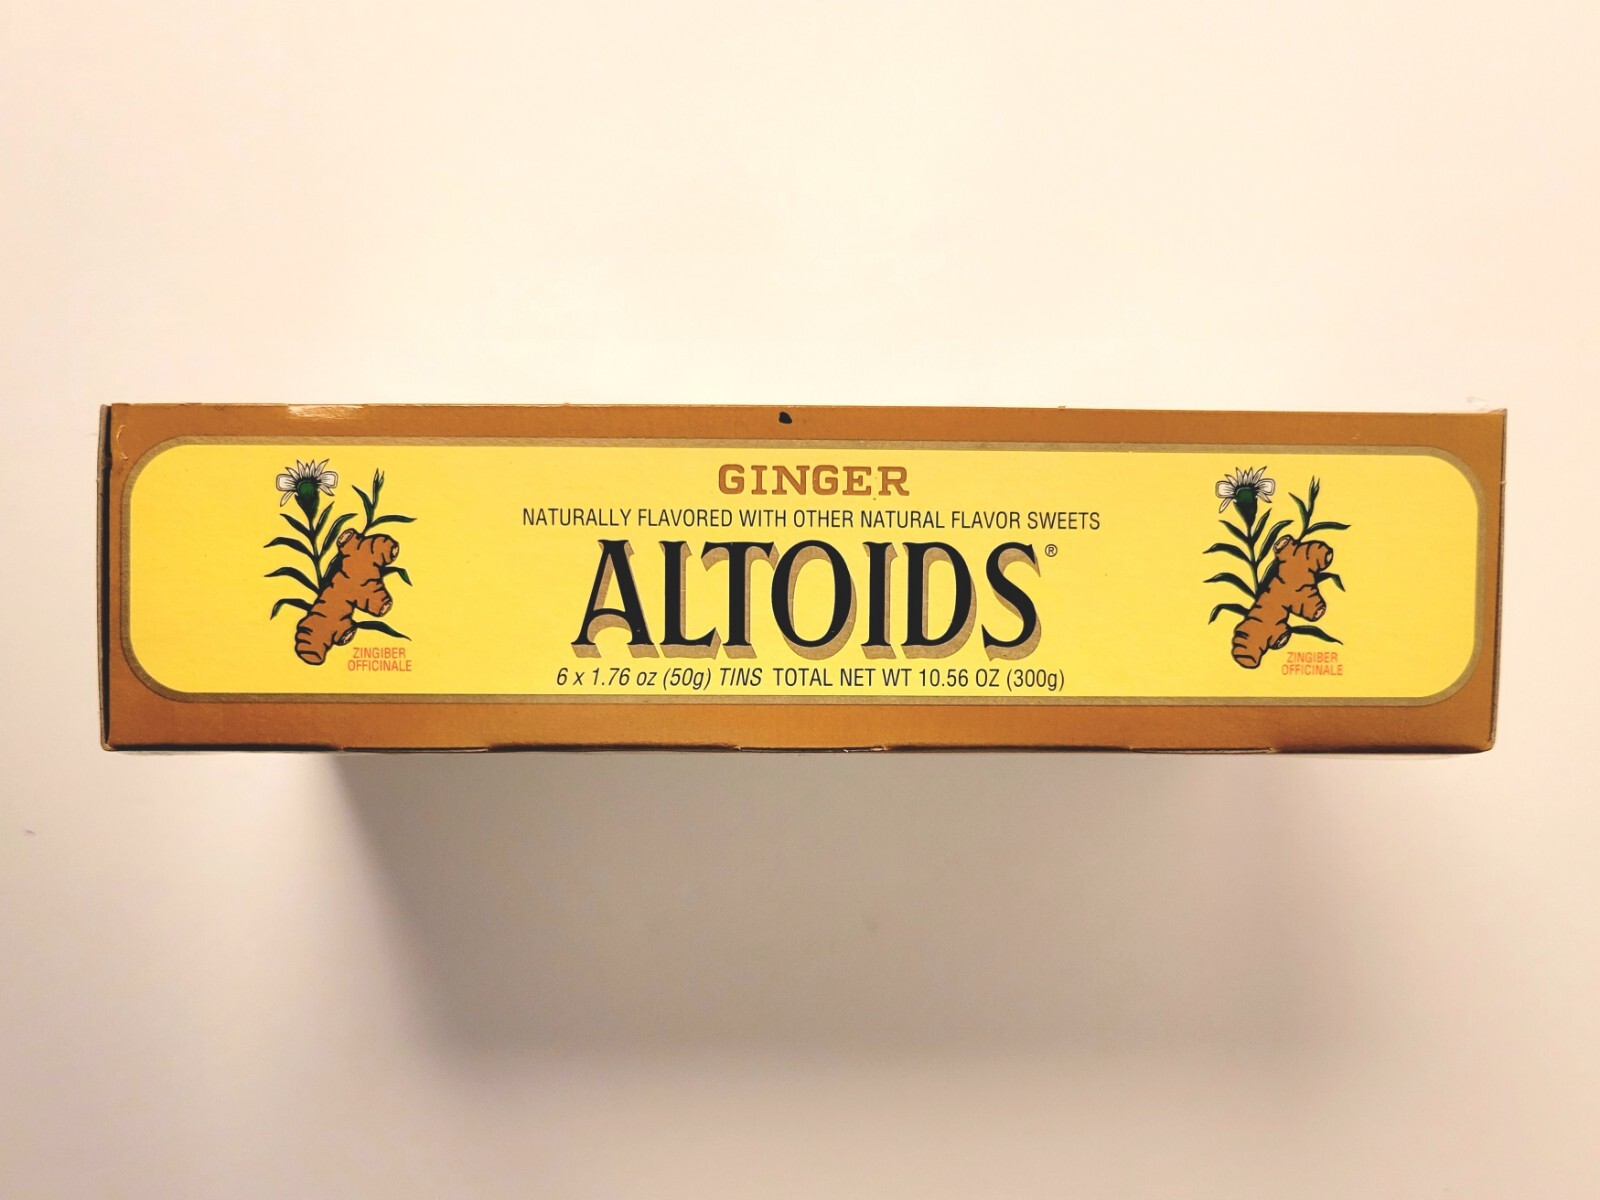 GINGER
NATURALLY FLAVORED WITH OTHER NATURAL FLAVOR SWEETS
ALTOIDS®
6 x 1.76 oz (50g) TINS TOTAL NET WT 10.56 OZ (300g)
ZINGIBER
OFFICINALE
ZINGIBER
OFFICINALE